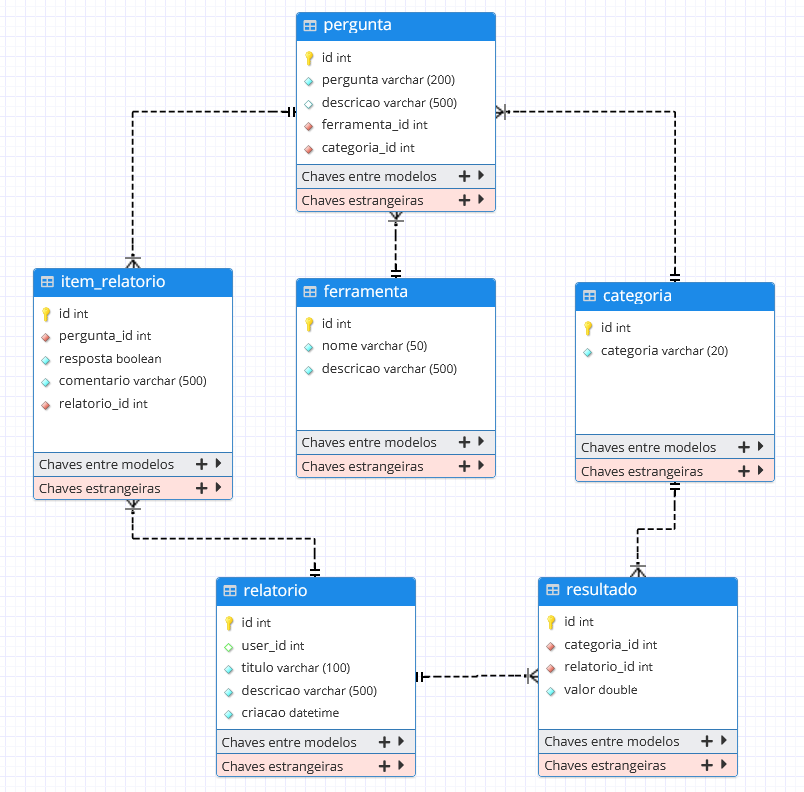 pergunta
id int
pergunta varchar (200)
descricao varchar (500)
ferramenta_id int
categoria_id int
Chaves entre modelos
Chaves estrangeiras
item_relatorio
id int
pergunta_id int
resposta boolean
comentario varchar (500)
relatorio_id int
Chaves entre modelos
Chaves estrangeiras
ferramenta
id int
nome varchar (50)
descricao varchar (500)
Chaves entre modelos
Chaves estrangeiras
categoria
id int
categoria varchar (20)
Chaves entre modelos
Chaves estrangeiras
relatorio
id int
user_id int
titulo varchar (100)
descricao varchar (500)
criacao datetime
Chaves entre modelos
Chaves estrangeiras
resultado
id int
categoria_id int
relatorio_id int
valor double
Chaves entre modelos
Chaves estrangeiras